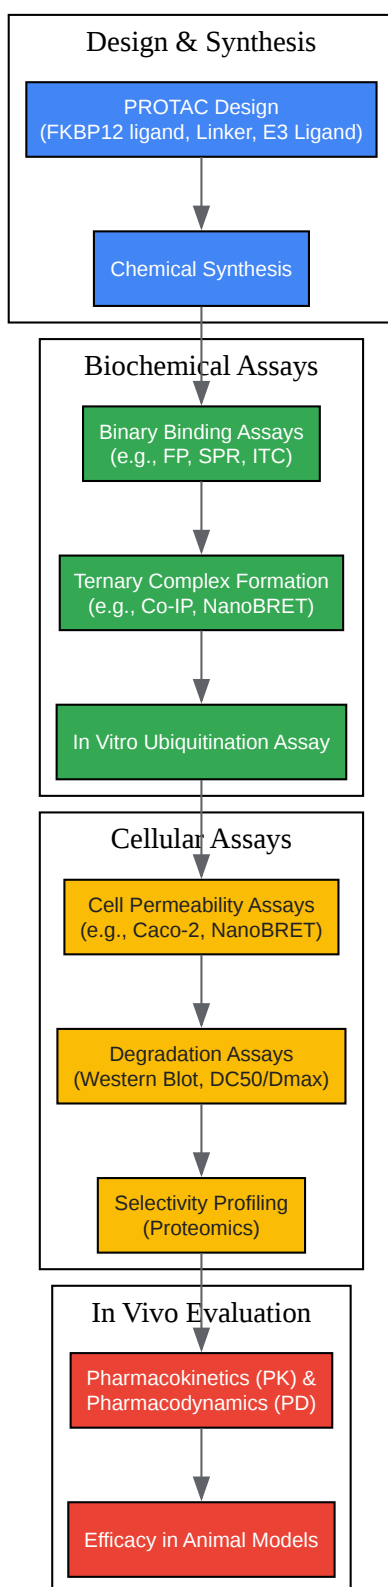 Design & Synthesis
PROTAC Design
(FKBP12 ligand, Linker, E3 Ligand)
Chemical Synthesis
Biochemical Assays
Binary Binding Assays
(e.g., FP, SPR, ITC)
Ternary Complex Formation
(e.g., Co-IP, NanoBRET)
In Vitro Ubiquitination Assay
Cellular Assays
Cell Permeability Assays
(e.g., Caco-2, NanoBRET)
Degradation Assays
(Western Blot, DC50/Dmax)
Selectivity Profiling
(Proteomics)
In Vivo Evaluation
Pharmacokinetics (PK) &
Pharmacodynamics (PD)
Efficacy in Animal Models